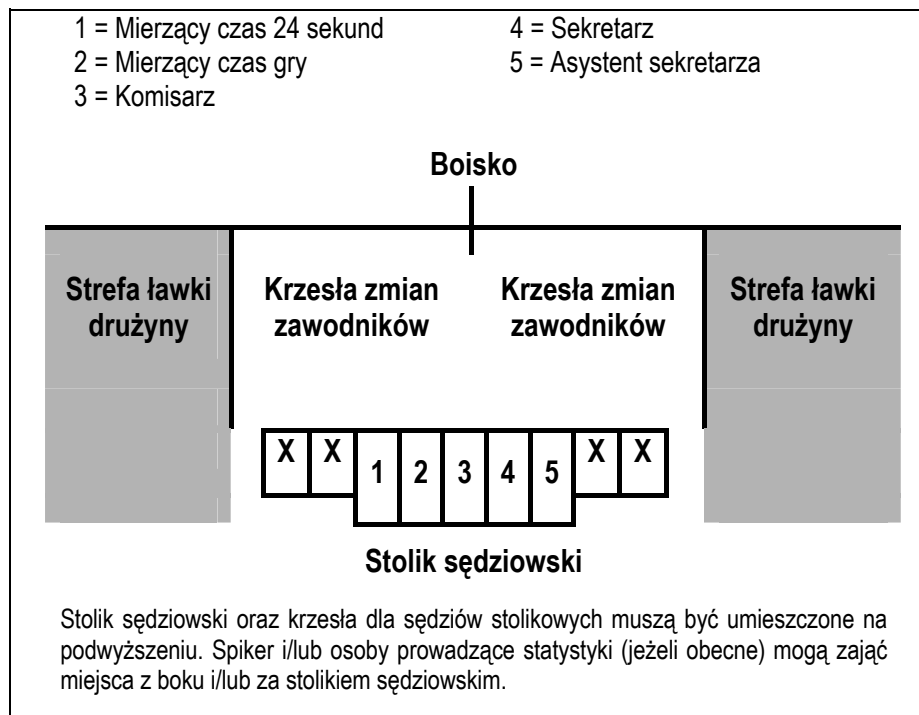 1 = Mierzący czas 24 sekund 4 = Sekretarz
2 = Mierzący czas gry 5 = Asystent sekretarza
3 = Komisarz
Boisko
Strefa ławki drużyny
Krzesła zmian zawodników
Krzesła zmian zawodników
Strefa ławki drużyny
X X 1 2 3 4 5 X X
Stolik sędziowski
Stolik sędziowski oraz krzesła dla sędziów stolikowych muszą być umieszczone na
podwyższeniu. Spiker i/lub osoby prowadzące statystyki (jeżeli obecne) mogą zająć
miejsca z boku i/lub za stolikiem sędziowskim.